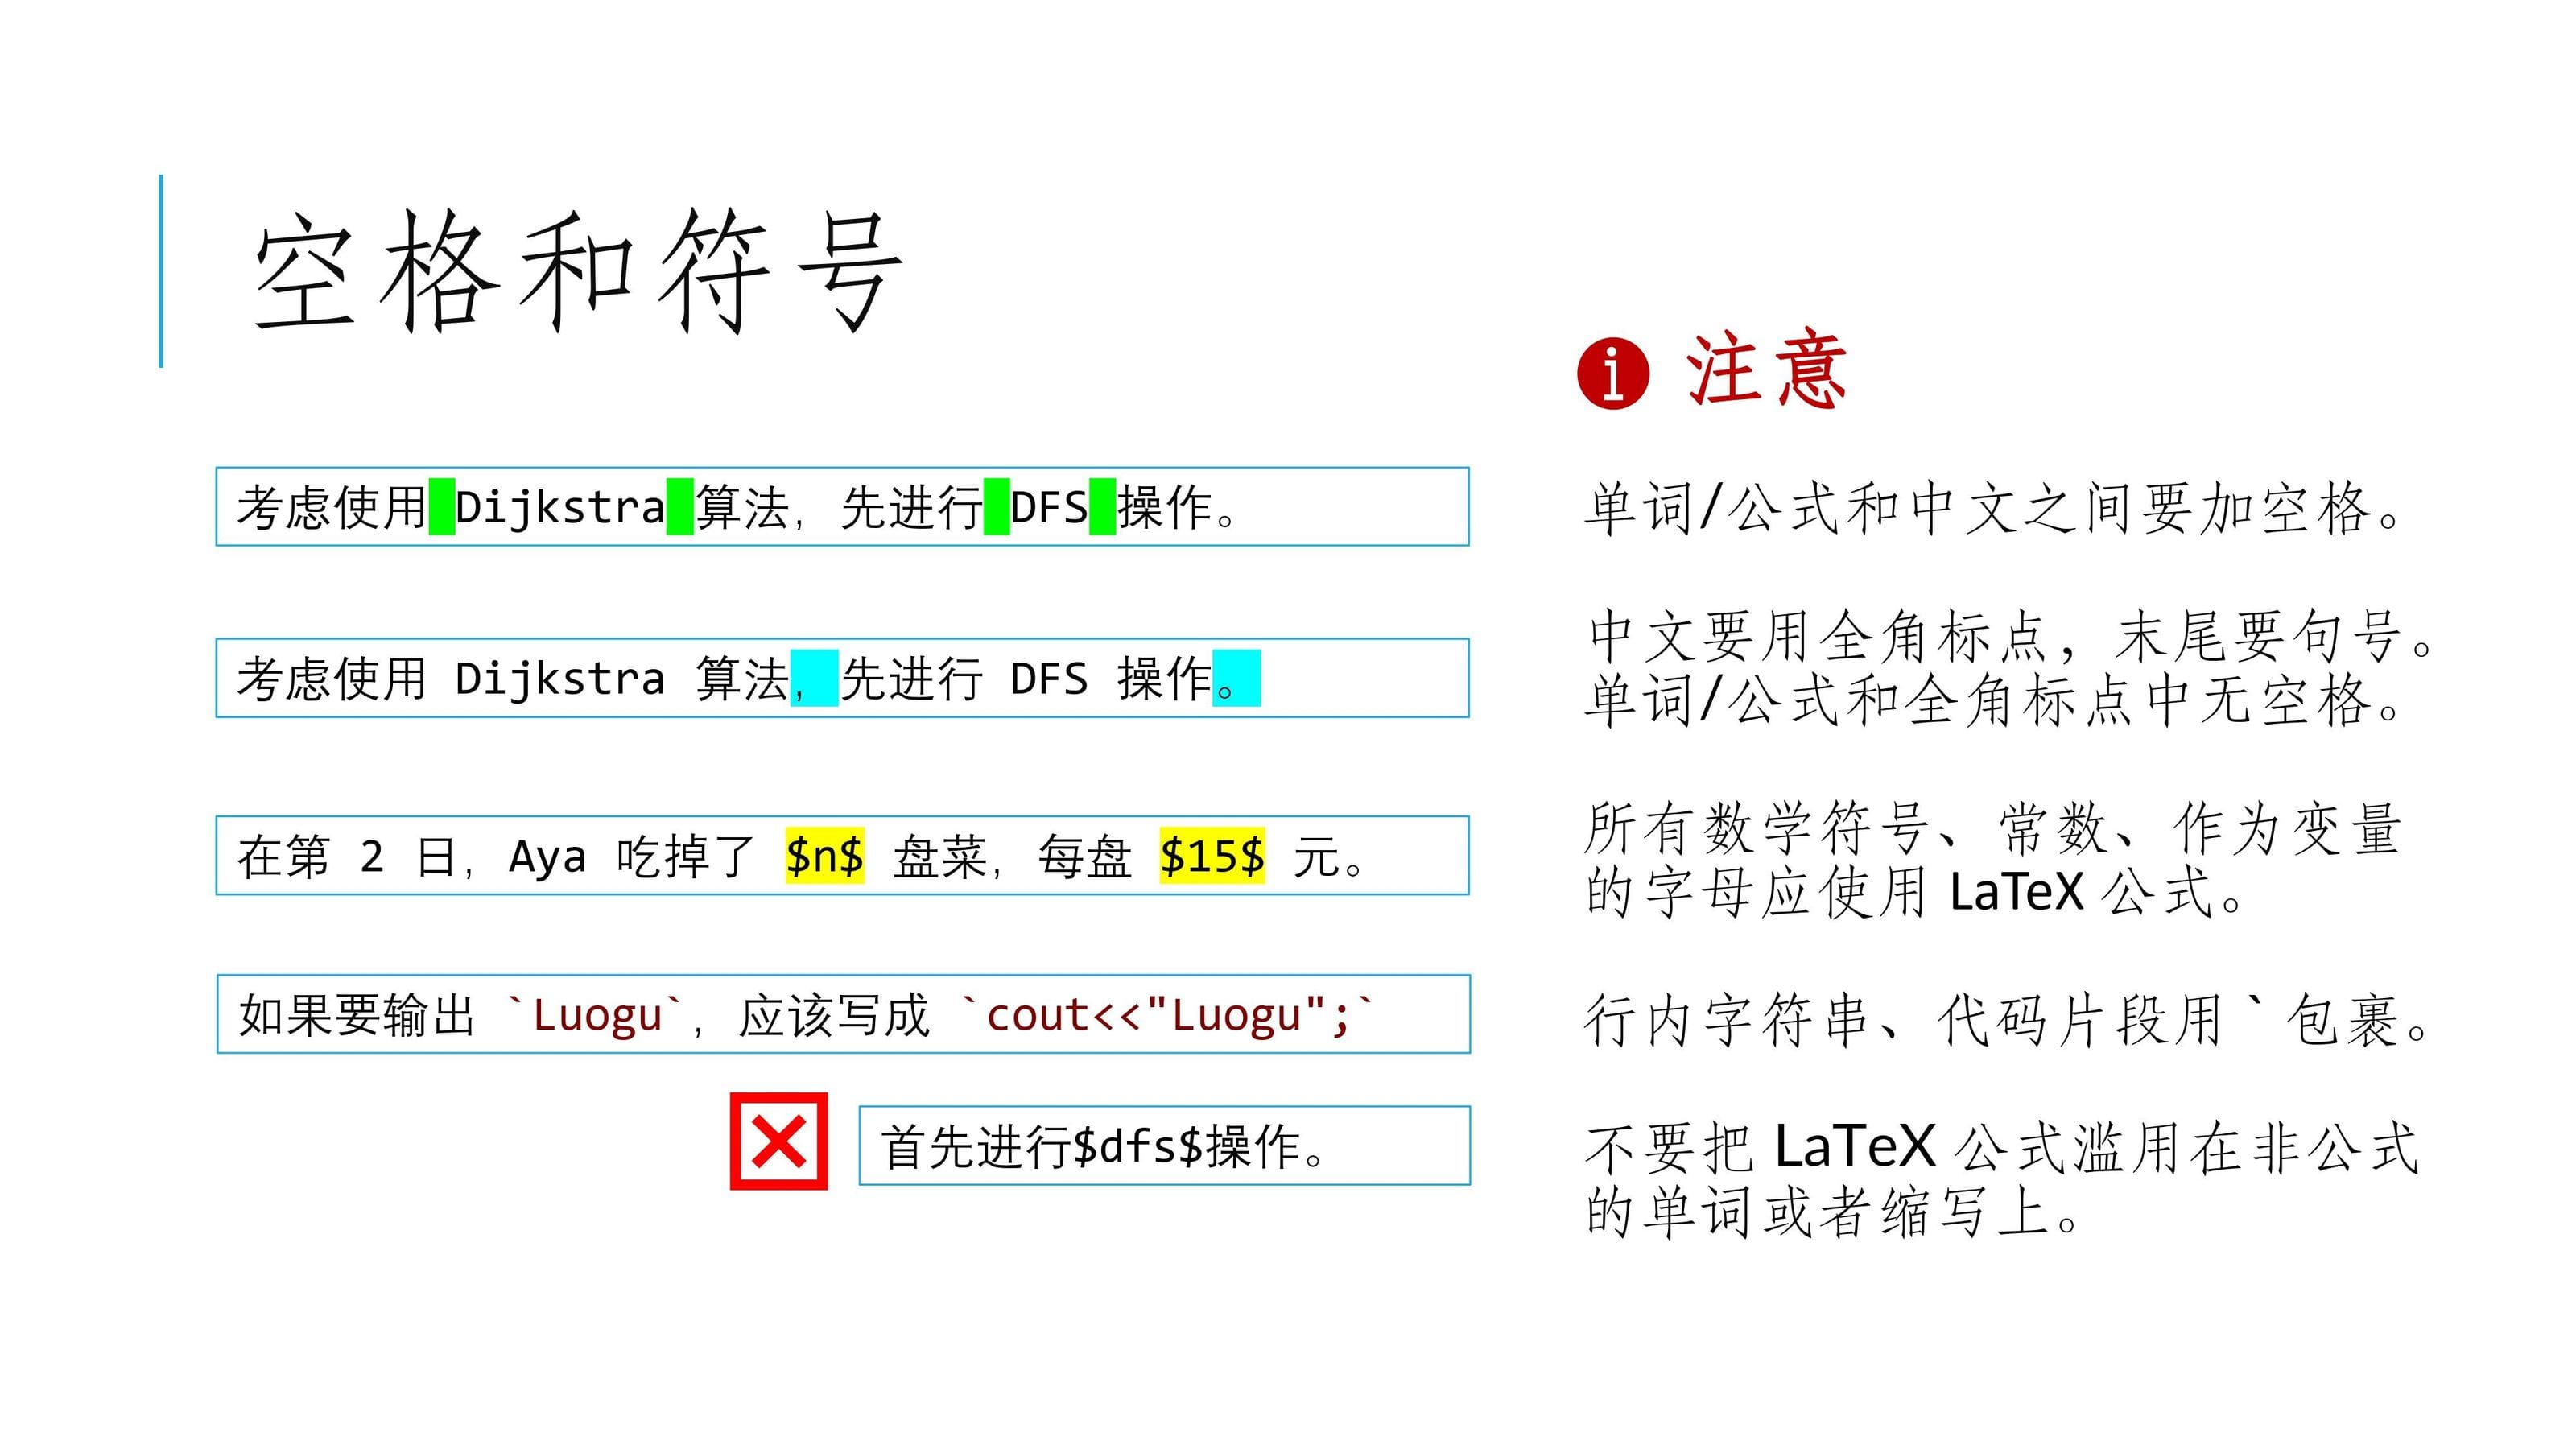 空格和符号
注意
考虑使用 Dijkstra 算法，先进行 DFS 操作。
单词/公式和中文之间要加空格。
考虑使用 Dijkstra 算法，先进行 DFS 操作。
中文要用全角标点，末尾要句号。
单词/公式和全角标点中无空格。
在第 2 日，Aya 吃掉了 $n$ 盘菜，每盘 $15$ 元。
所有数学符号、常数、作为变量
的字母应使用 LaTeX 公式。
如果要输出 `Luogu`，应该写成 `cout<<"Luogu";`
行内字符串、代码片段用 ` 包裹。
首先进行$dfs$操作。
不要把 LaTeX 公式滥用在非公式
的单词或者缩写上。